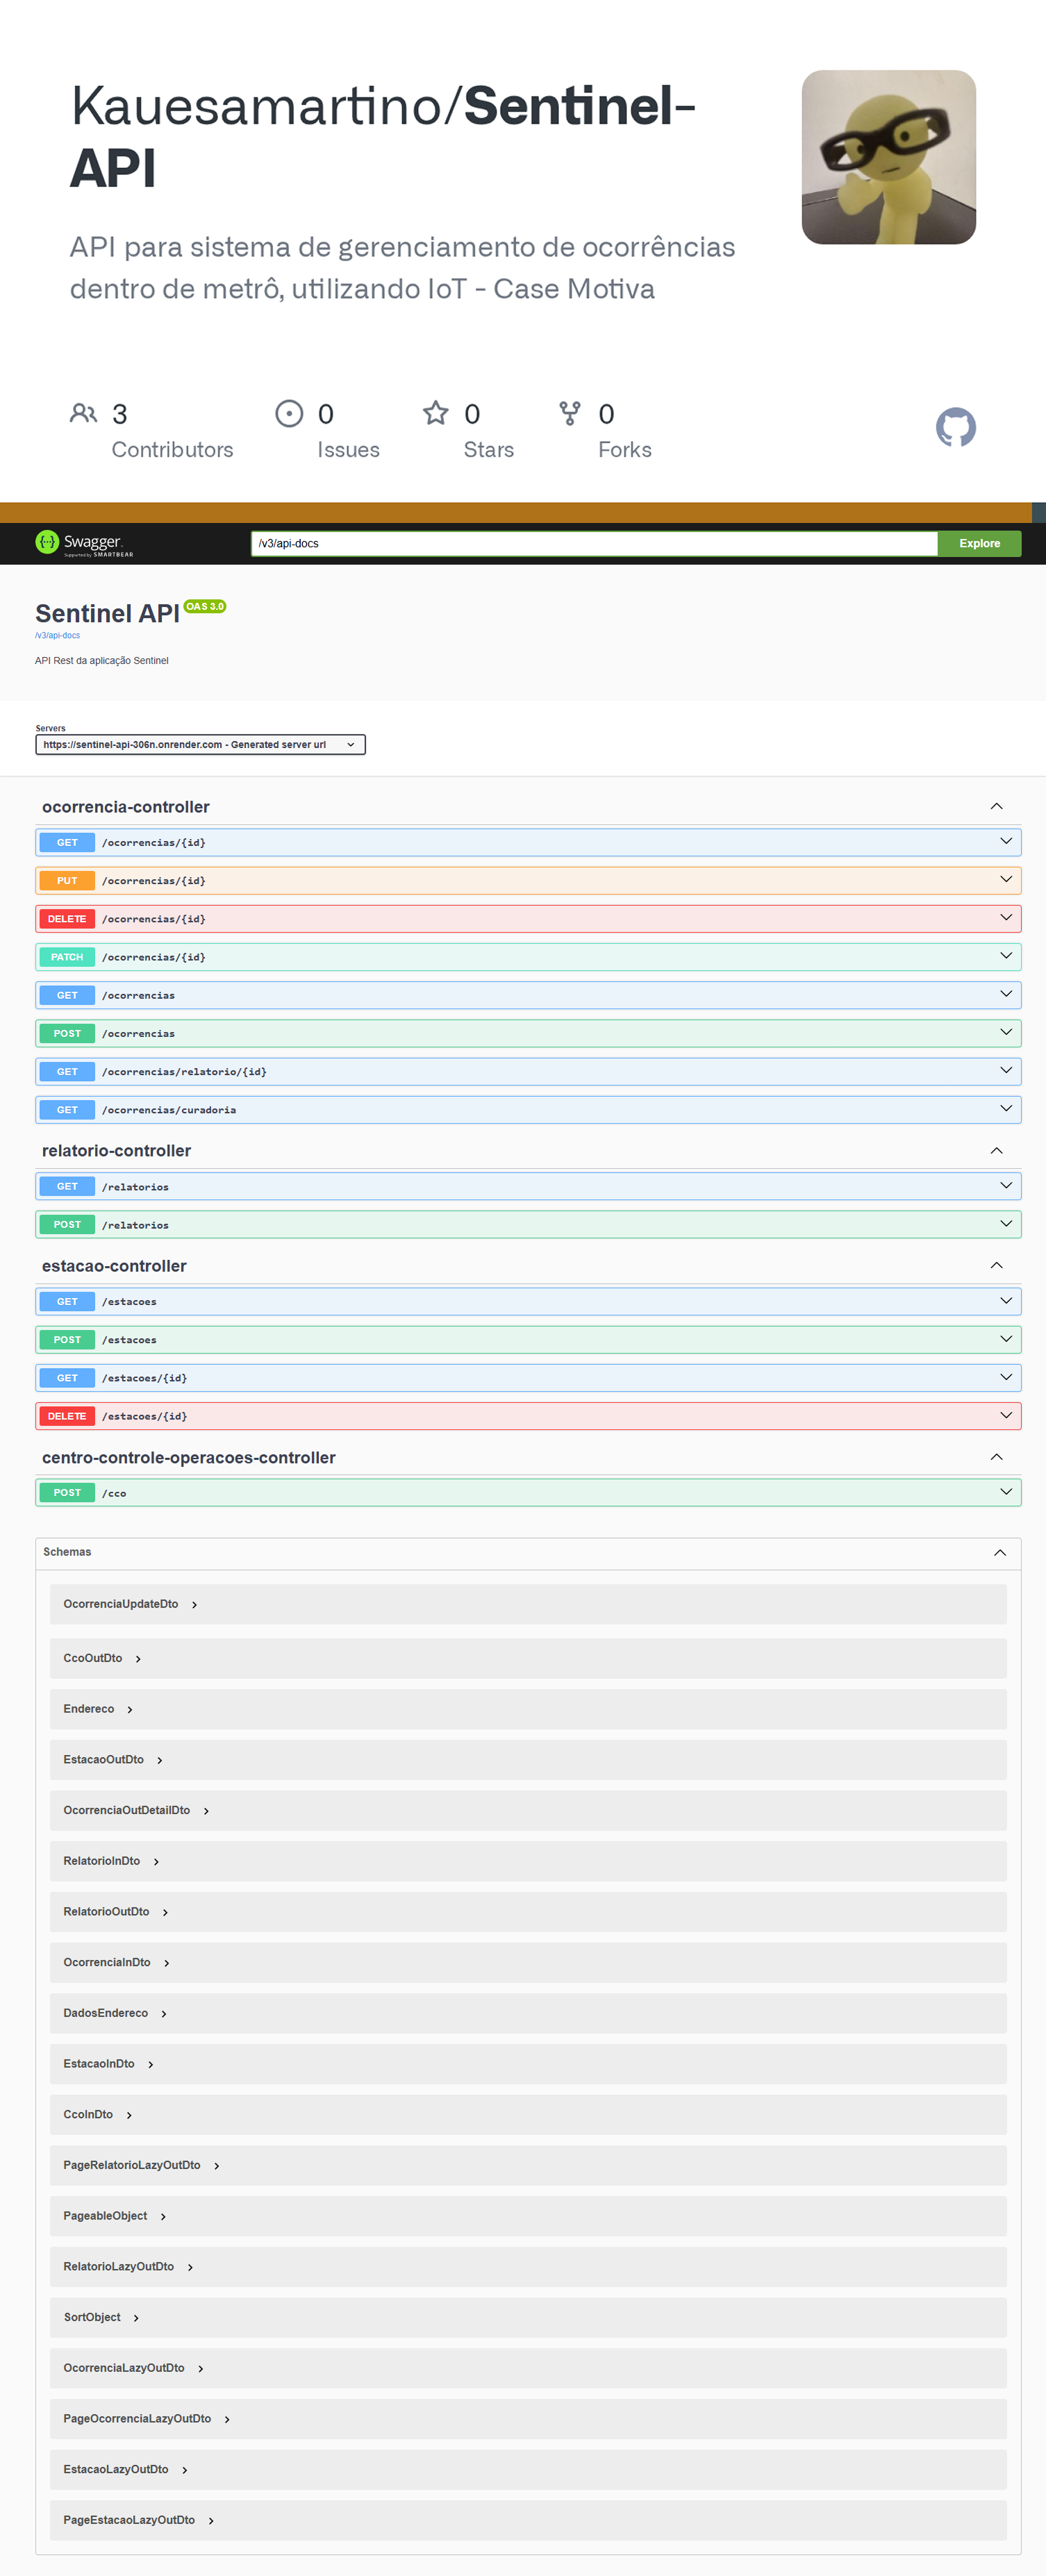 Kauesamartino/Sentinel-
API
API para sistema de gerenciamento de ocorrências
dentro de metrô, utilizando IoT - Case Motiva
3
Contributors
0
Issues
0
Stars
0
Forks
Swagger.
Supported by SMARTBEAR
/v3/api-docs
Explore
Sentinel API OAS 3.0
/v3/api-docs
API Rest da aplicação Sentinel
Servers
https://sentinel-api-306n.onrender.com - Generated server url
ocorrencia-controller
GET /ocorrencias/{id}
PUT /ocorrencias/{id}
DELETE /ocorrencias/{id}
PATCH /ocorrencias/{id}
GET /ocorrencias
POST /ocorrencias
GET /ocorrencias/relatorio/{id}
GET /ocorrencias/curadoria
relatorio-controller
GET /relatorios
POST /relatorios
estacao-controller
GET /estacoes
POST /estacoes
GET /estacoes/{id}
DELETE /estacoes/{id}
centro-controle-operacoes-controller
POST /cco
Schemas
OcorrenciaUpdateDto
CcoOutDto
Endereco
EstacaoOutDto
OcorrenciaOutDetailDto
RelatorioInDto
RelatorioOutDto
OcorrenciaInDto
DadosEndereco
EstacaoInDto
CcoInDto
PageRelatorioLazyOutDto
PageableObject
RelatorioLazyOutDto
SortObject
OcorrenciaLazyOutDto
PageOcorrenciaLazyOutDto
EstacaoLazyOutDto
PageEstacaoLazyOutDto